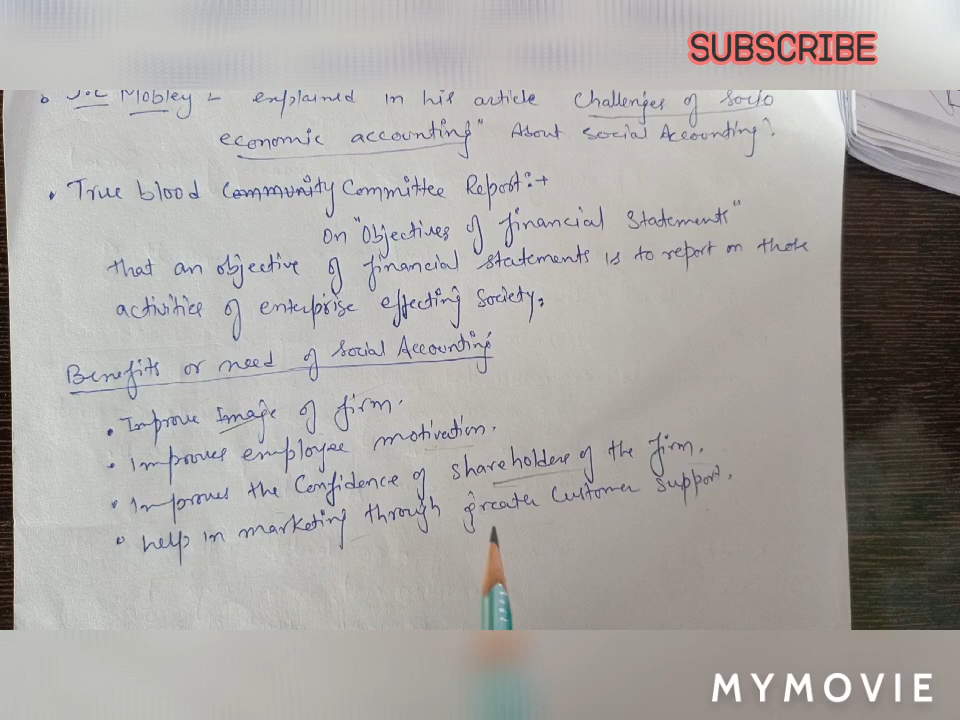 SUBSCRIBE
• S.C Mobley - explained in his article Challenges of Socio
economic accounting" About social Accounting.
• True blood Community Committee Report:→
On "Objectives of financial Statements"
that an objective of financial statements is to report on those
activities of enterprise effecting society.
Benefits or need of Social Accounting
• Improve Image of firm.
• Improves employee motivation.
• Improves the Confidence of shareholders of the firm.
• help in marketing through greater Customer support.
MYMOVIE